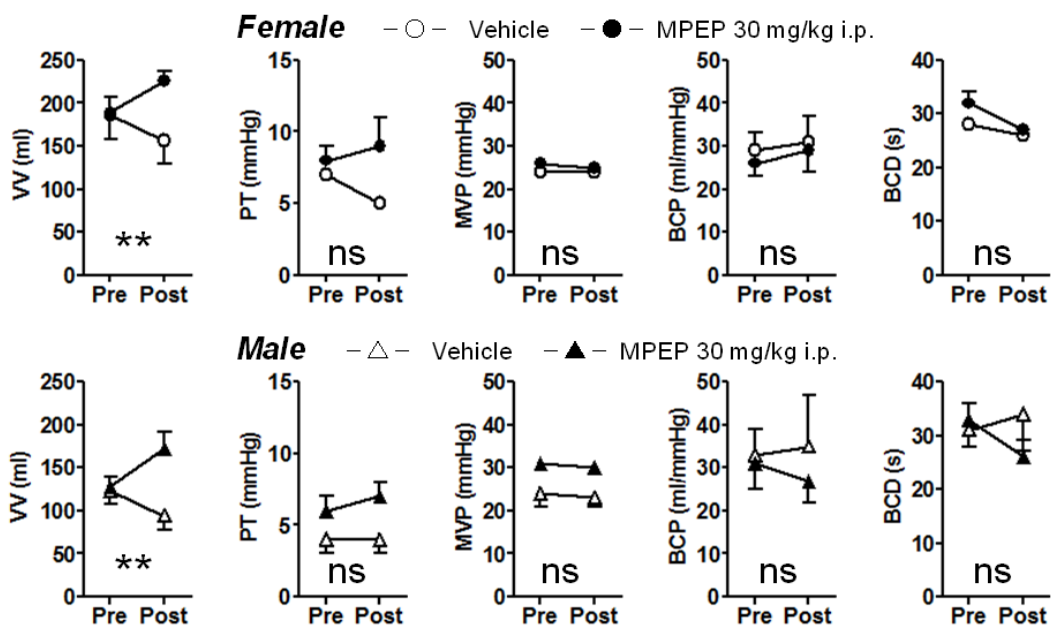 Female – – Vehicle – – MPEP 30 mg/kg i.p.
VV (ml)
250
200
150
100
50
0
**
Pre Post
PT (mmHg)
15
10
5
0
ns
Pre Post
MVP (mmHg)
50
40
30
20
10
0
ns
Pre Post
BCP (ml/mmHg)
50
40
30
20
10
0
ns
Pre Post
BCD (s)
40
30
20
10
0
ns
Pre Post
Male – – Vehicle – – MPEP 30 mg/kg i.p.
VV (ml)
250
200
150
100
50
0
**
Pre Post
PT (mmHg)
15
10
5
0
ns
Pre Post
MVP (mmHg)
50
40
30
20
10
0
ns
Pre Post
BCP (ml/mmHg)
50
40
30
20
10
0
ns
Pre Post
BCD (s)
40
30
20
10
0
ns
Pre Post